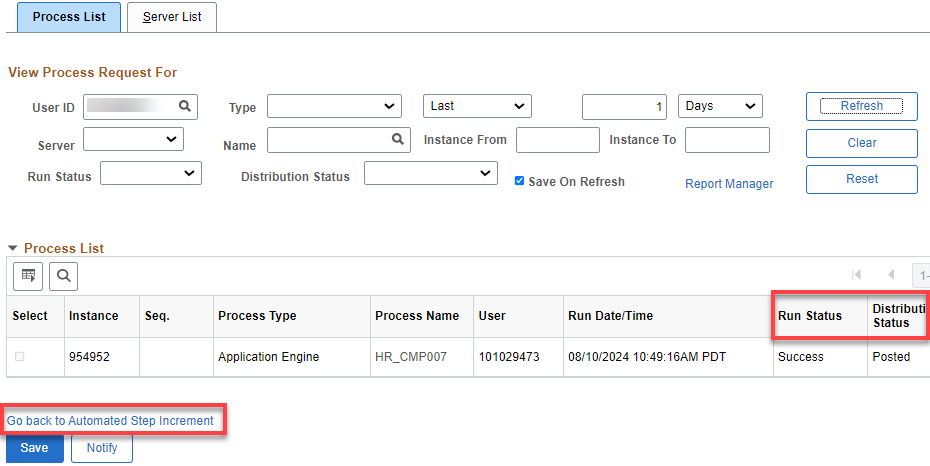 Process List Server List
View Process Request For
User ID Type Last 1 Days Refresh
Server Name Instance From Instance To Clear
Run Status Distribution Status Save On Refresh Report Manager Reset
Process List
1-
Select Instance Seq. Process Type Process Name User Run Date/Time Run Status Distributi
Status
954952 Application Engine HR_CMP007 101029473 08/10/2024 10:49:16AM PDT Success Posted
Go back to Automated Step Increment
Save Notify